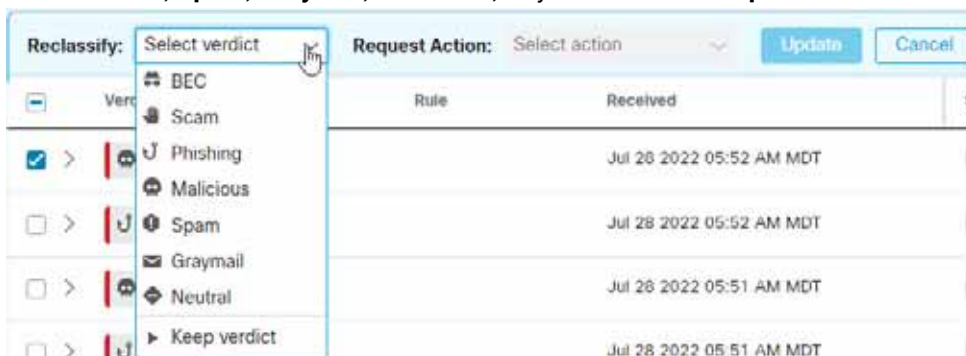 Reclassify: Select verdict Request Action: Select action Update Cancel
Rule Received
BEC
Scam
Phishing
Malicious
Spam
Graymail
Neutral
Keep verdict
Jul 28 2022 05:52 AM MDT
Jul 28 2022 05:52 AM MDT
Jul 28 2022 05:51 AM MDT
Jul 28 2022 05:51 AM MDT